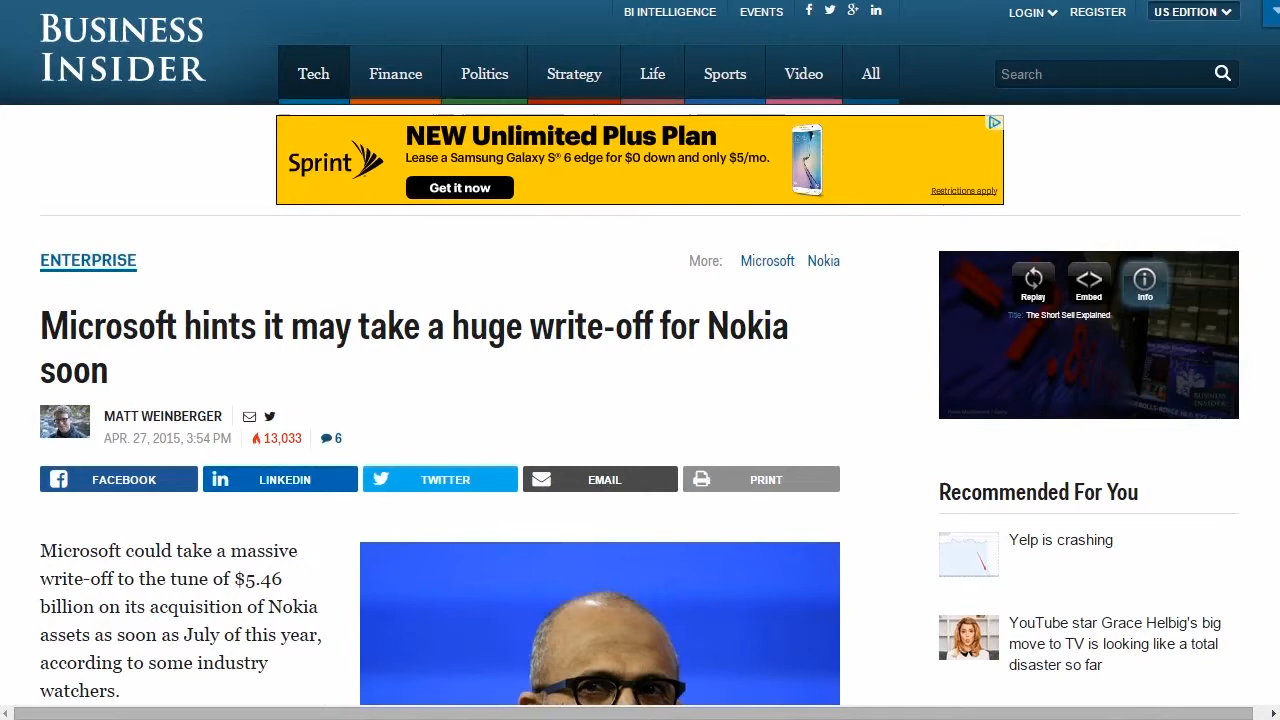 BUSINESS
INSIDER
BI INTELLIGENCE EVENTS
LOGIN REGISTER US EDITION
Tech Finance Politics Strategy Life Sports Video All
Search
Sprint
NEW Unlimited Plus Plan
Lease a Samsung Galaxy S® 6 edge for $0 down and only $5/mo.
Get it now
Restrictions apply
ENTERPRISE
More: Microsoft Nokia
Microsoft hints it may take a huge write-off for Nokia
soon
MATT WEINBERGER
APR. 27, 2015, 3:54 PM 13,033 6
FACEBOOK LINKEDIN TWITTER EMAIL PRINT
Microsoft could take a massive
write-off to the tune of $5.46
billion on its acquisition of Nokia
assets as soon as July of this year,
according to some industry
watchers.
Replay Embed Info
Title: The Short Sell Explained
BUSINESS
INSIDER
Recommended For You
Yelp is crashing
YouTube star Grace Helbig's big
move to TV is looking like a total
disaster so far